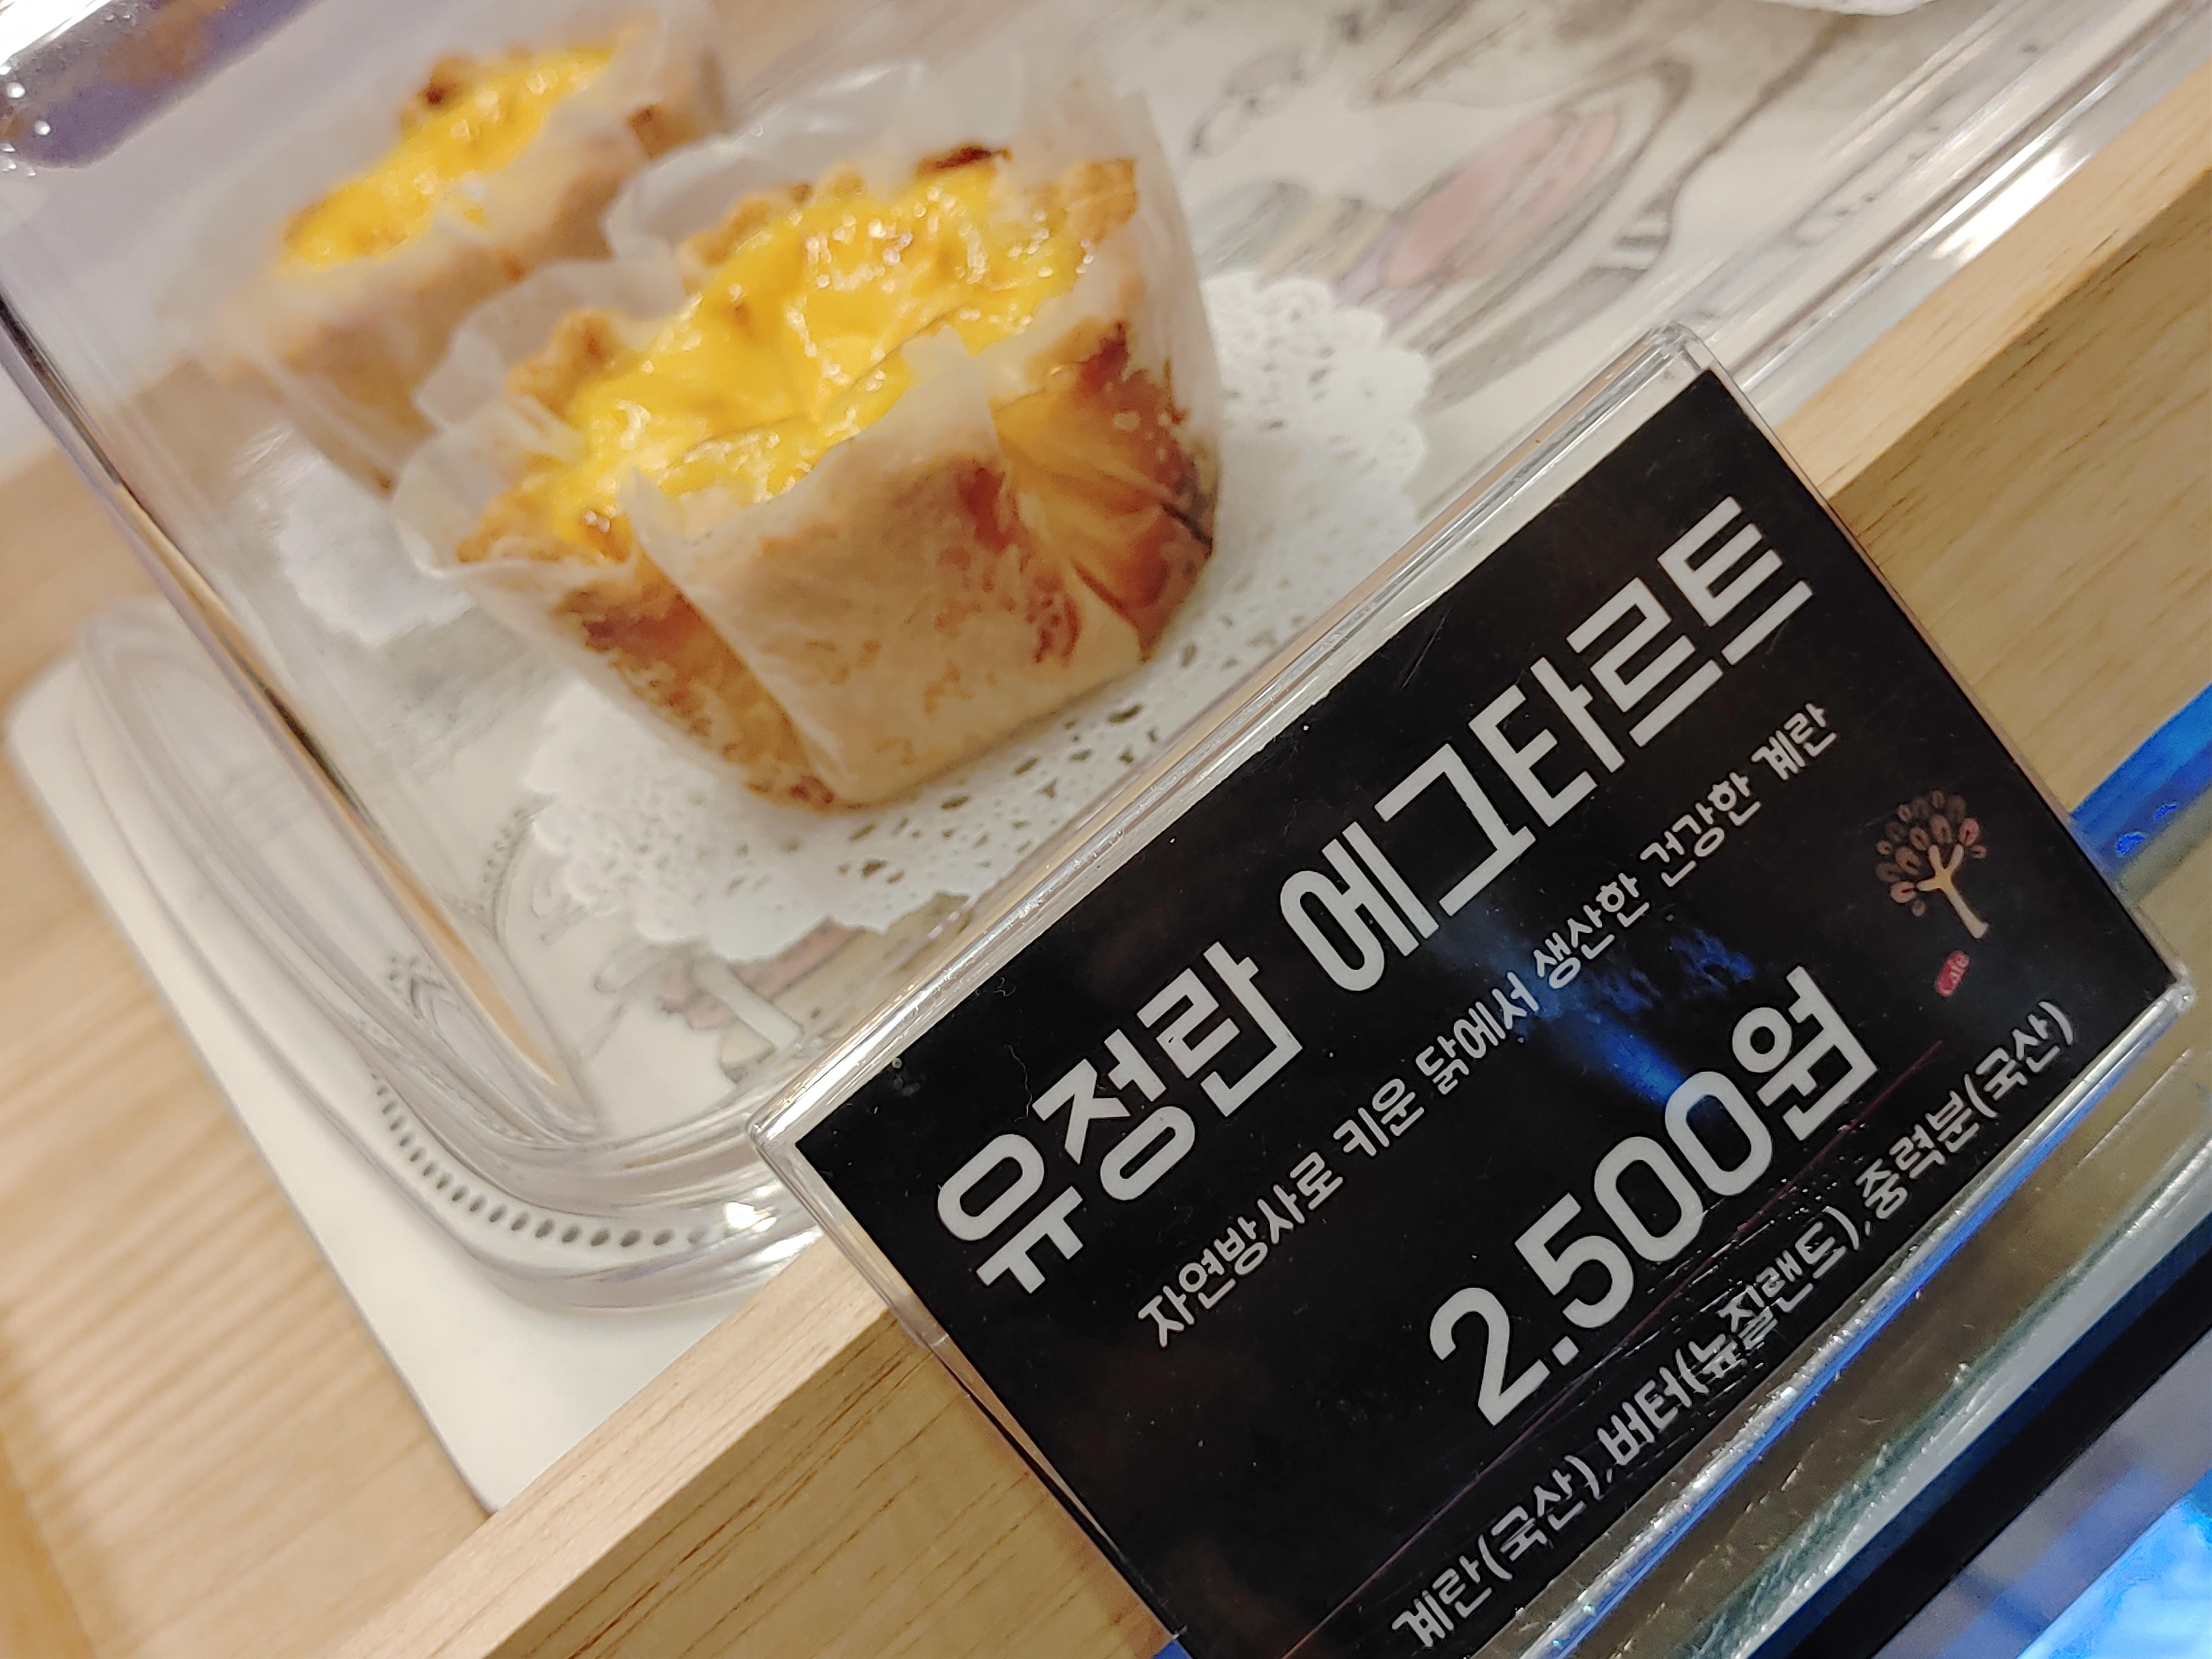 유정란 에그타르트
자연방사로 키운 닭에서 생산한 건강한 계란
2.500원
Cafe
계란(국산),버터(뉴질랜드),중력분(국산)